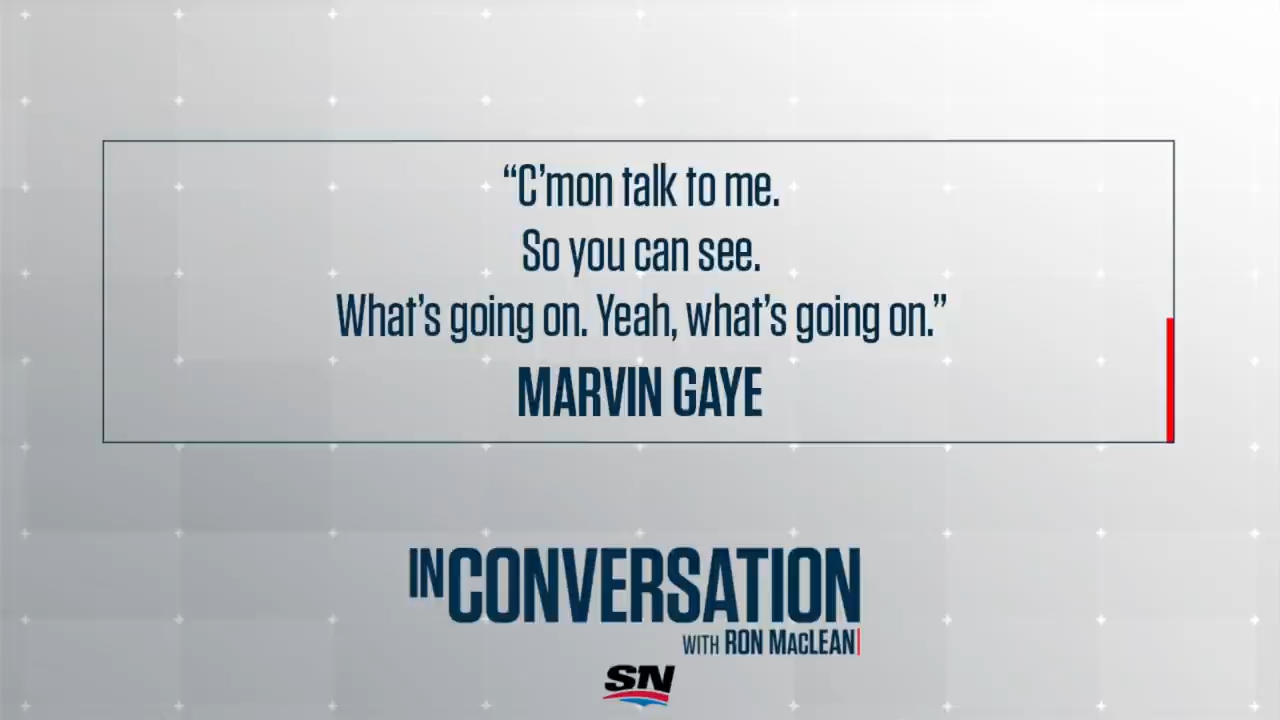 “C’mon talk to me.
So you can see.
What’s going on. Yeah, what’s going on.”
MARVIN GAYE
IN CONVERSATION
WITH RON MACLEAN
SN